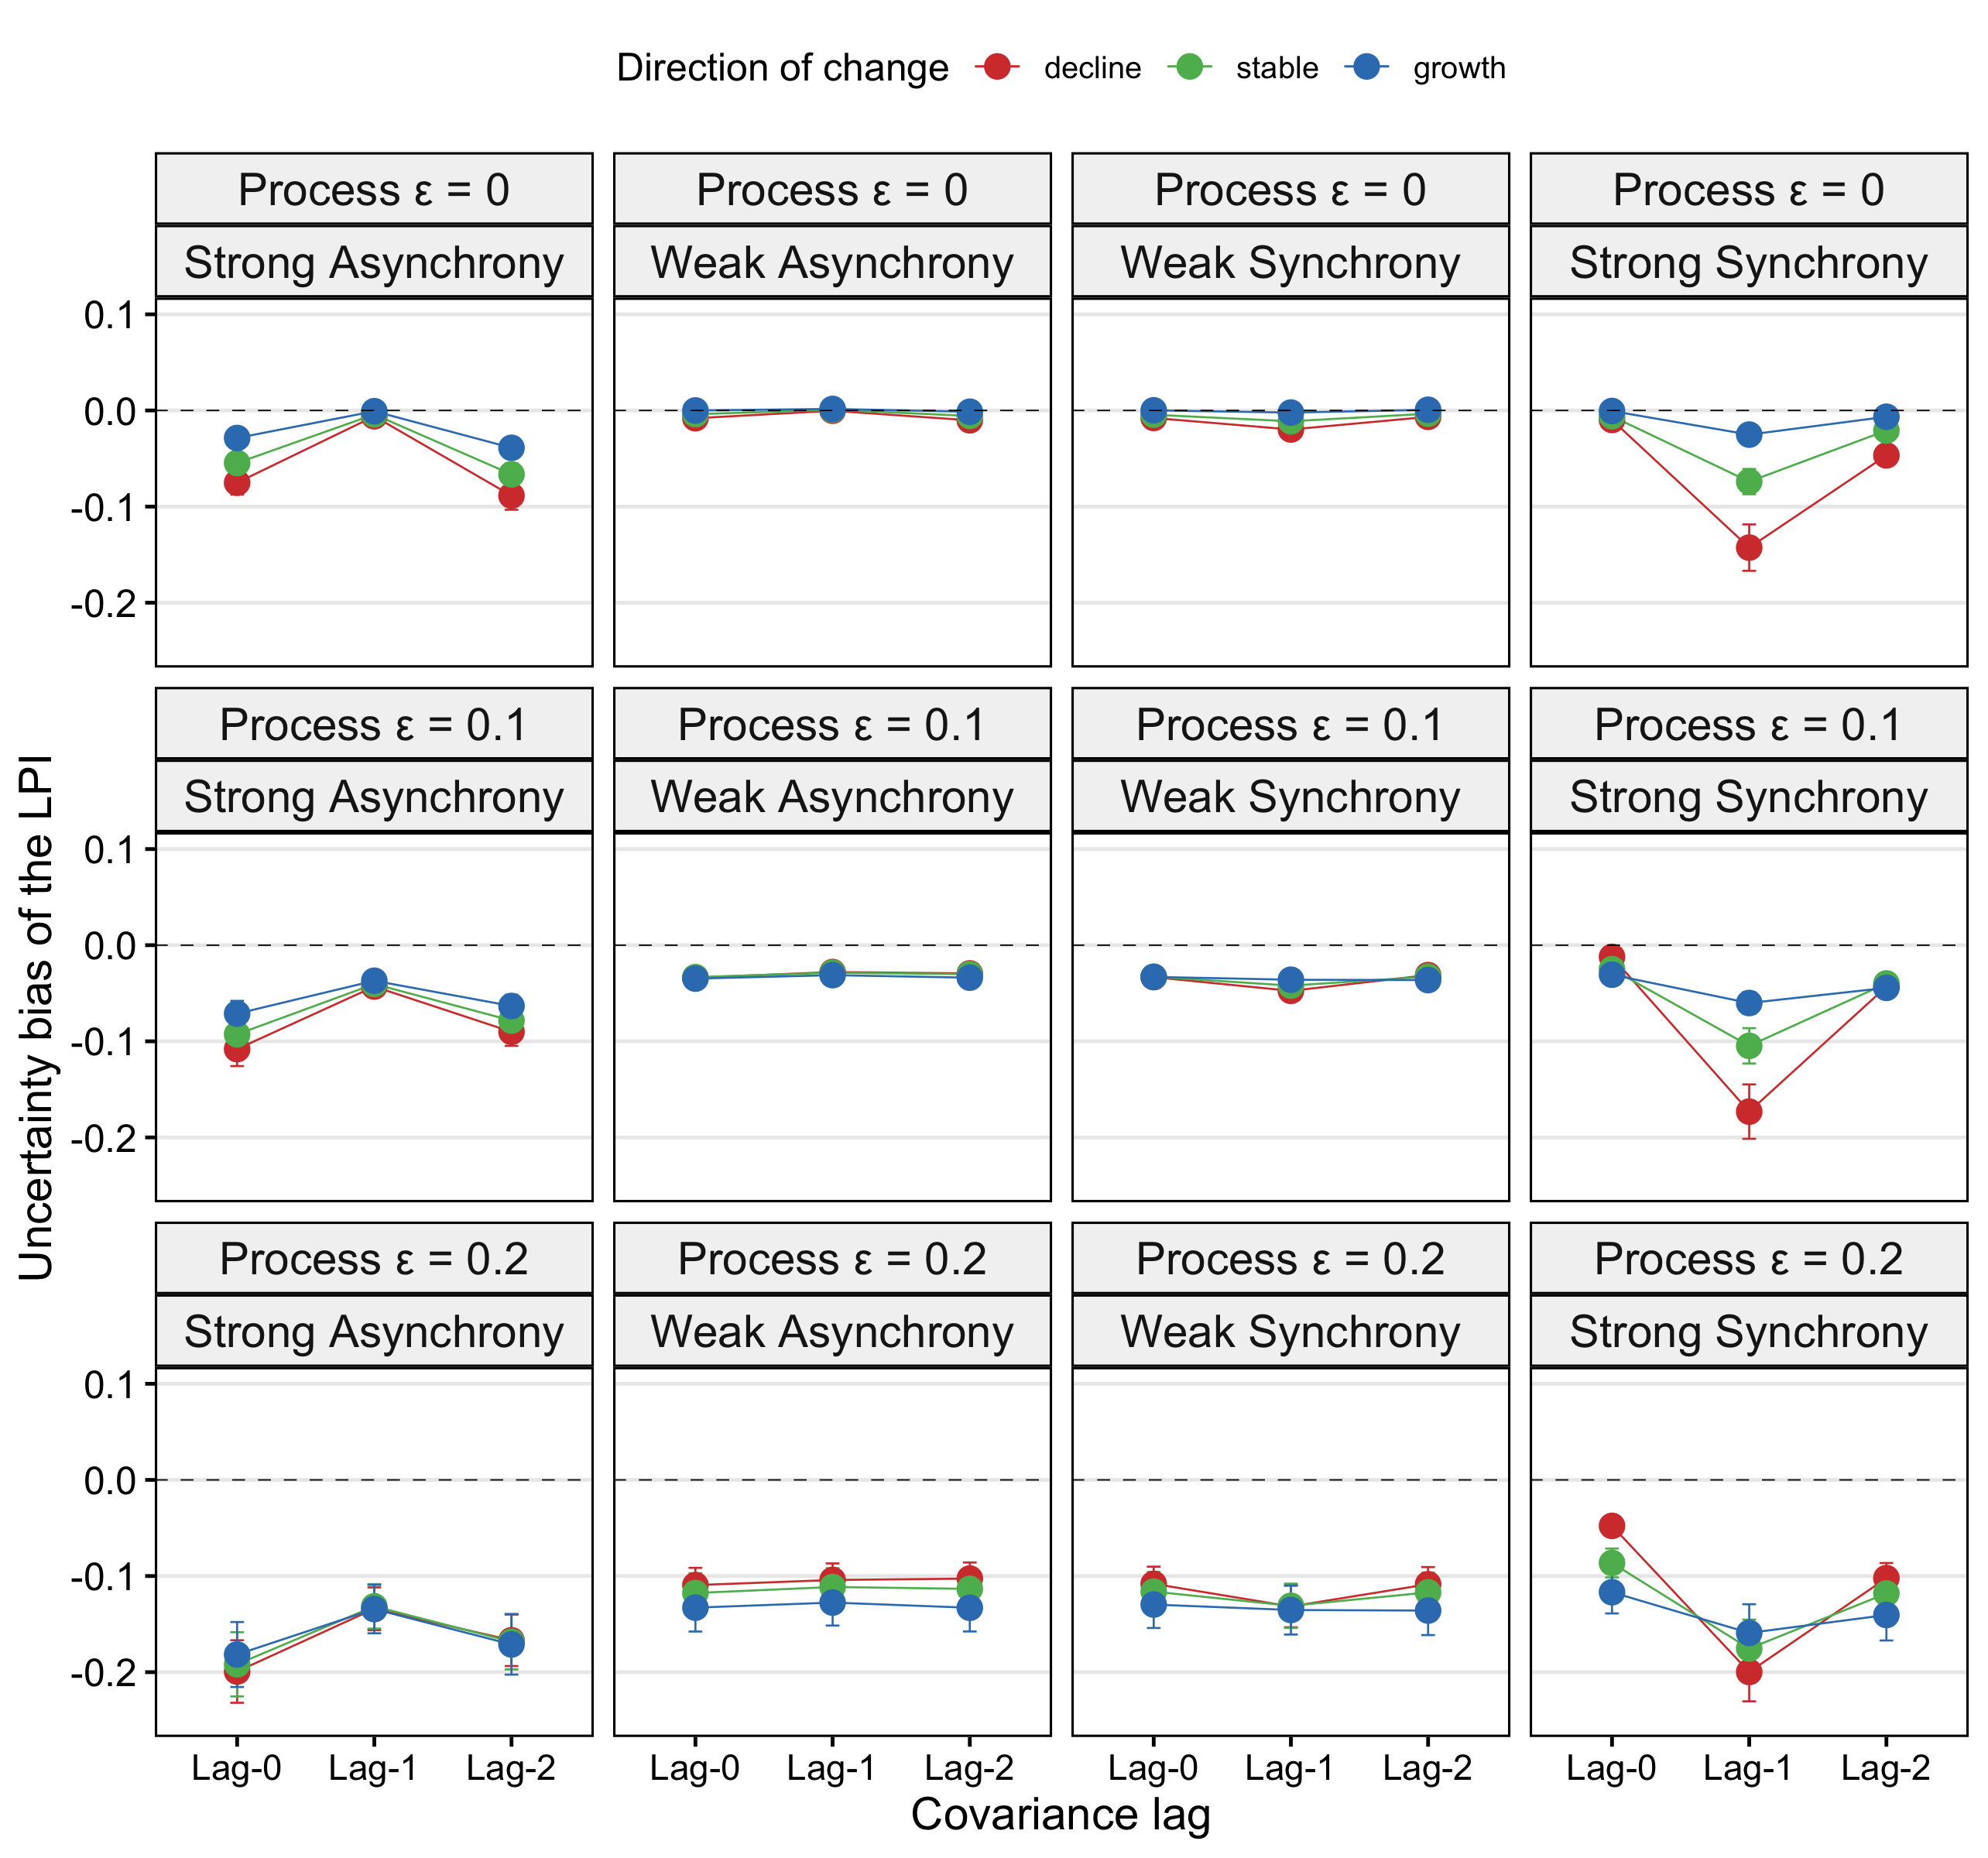 Direction of change decline stable growth
Process ε = 0 Process ε = 0 Process ε = 0 Process ε = 0
Strong Asynchrony Weak Asynchrony Weak Synchrony Strong Synchrony
0.1
0.0
-0.1
-0.2
Process ε = 0.1 Process ε = 0.1 Process ε = 0.1 Process ε = 0.1
Strong Asynchrony Weak Asynchrony Weak Synchrony Strong Synchrony
0.1
0.0
-0.1
-0.2
Process ε = 0.2 Process ε = 0.2 Process ε = 0.2 Process ε = 0.2
Strong Asynchrony Weak Asynchrony Weak Synchrony Strong Synchrony
0.1
0.0
-0.1
-0.2
Lag-0 Lag-1 Lag-2 Lag-0 Lag-1 Lag-2 Lag-0 Lag-1 Lag-2 Lag-0 Lag-1 Lag-2
Covariance lag
Uncertainty bias of the LPI